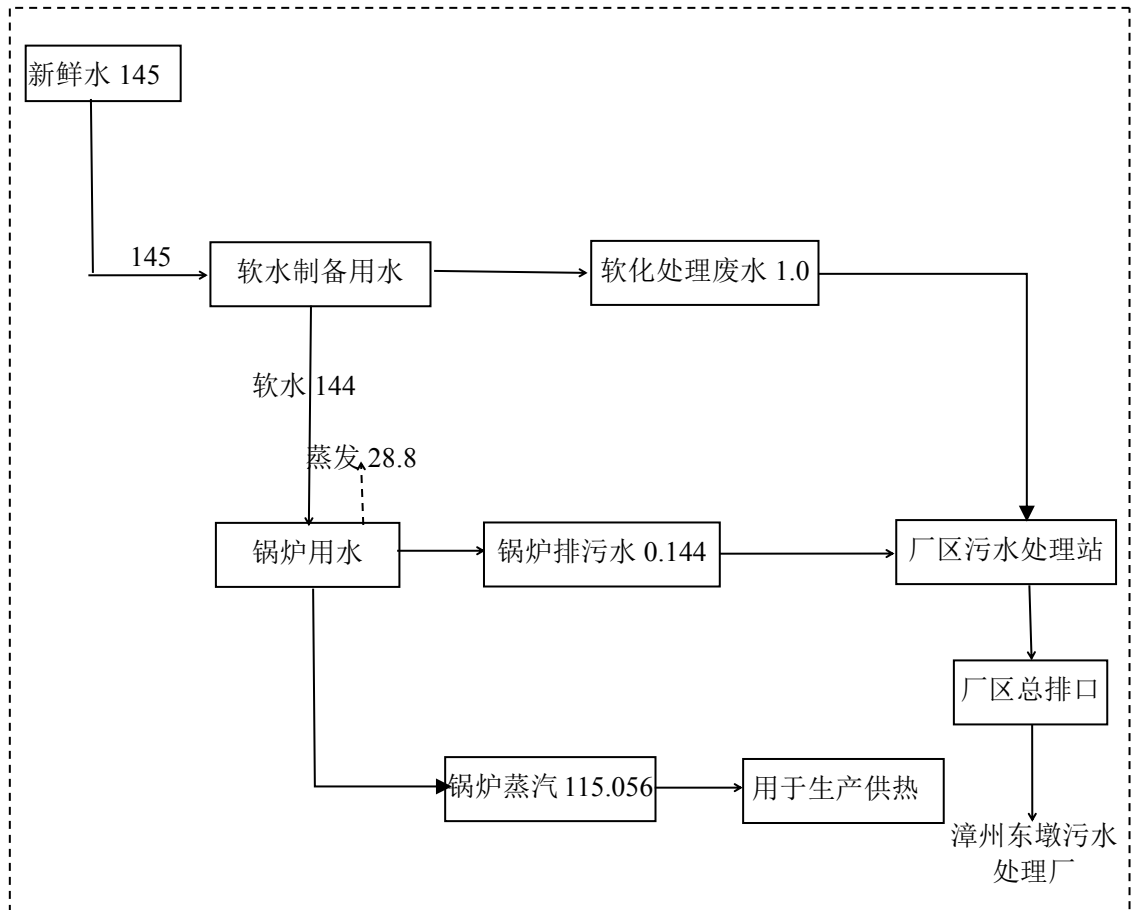 新鲜水 145
145
软水制备用水
软化处理废水 1.0
软水 144
蒸发 28.8
锅炉用水
锅炉排污水 0.144
厂区污水处理站
厂区总排口
锅炉蒸汽 115.056
用于生产供热
漳州东墩污水
处理厂